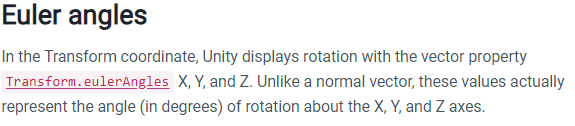 Euler angles
In the Transform coordinate, Unity displays rotation with the vector property
Transform.eulerAngles X, Y, and Z. Unlike a normal vector, these values actually
represent the angle (in degrees) of rotation about the X, Y, and Z axes.